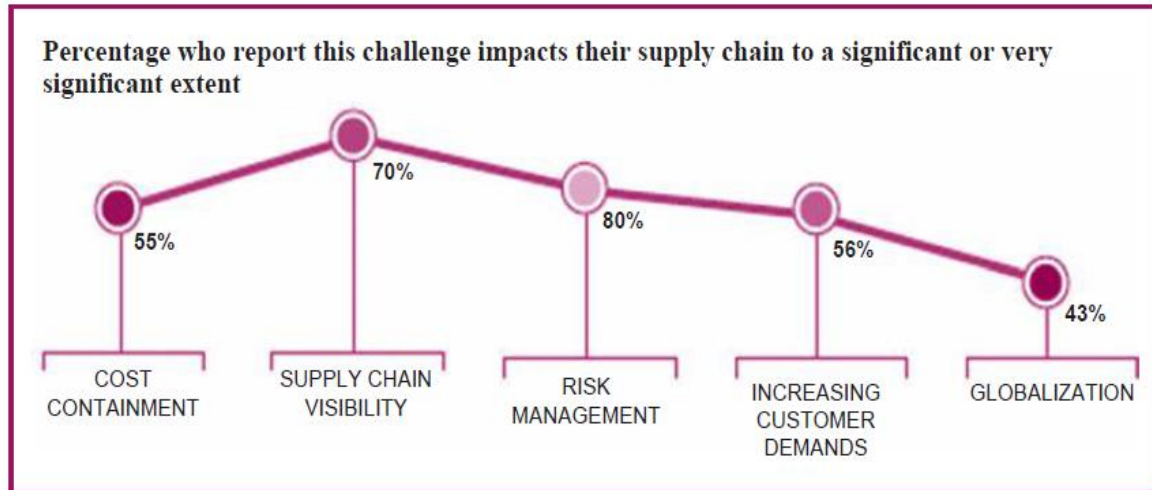 Percentage who report this challenge impacts their supply chain to a significant or very
significant extent
55%
70%
80%
56%
43%
COST
CONTAINMENT
SUPPLY CHAIN
VISIBILITY
RISK
MANAGEMENT
INCREASING
CUSTOMER
DEMANDS
GLOBALIZATION